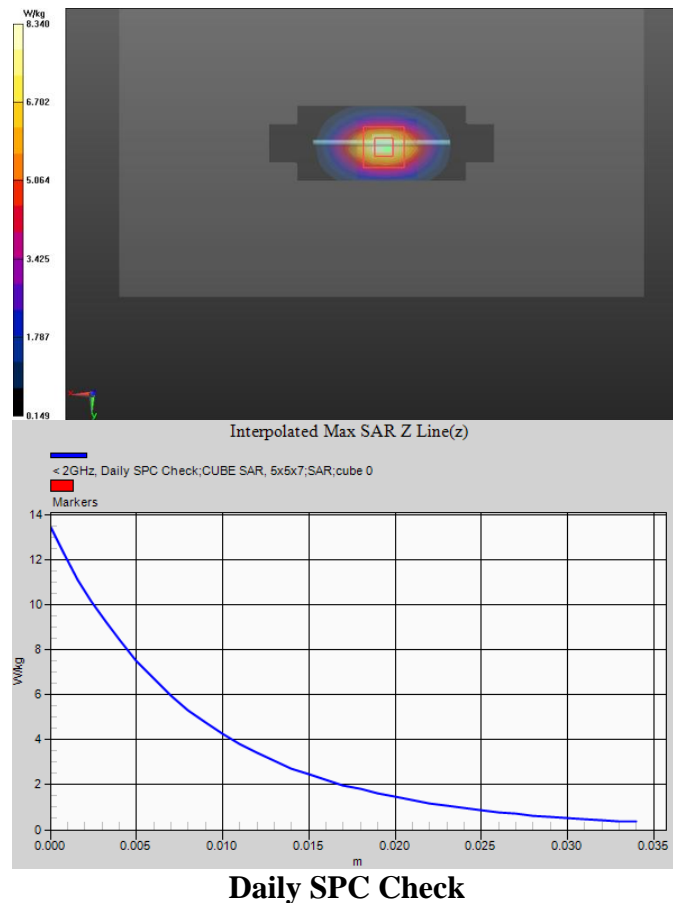 W/kg
8.340
6.702
5.064
3.425
1.787
0.149
x
y
Interpolated Max SAR Z Line(z)
< 2GHz, Daily SPC Check;CUBE SAR, 5x5x7;SAR;cube 0
Markers
14
12
10
8
6
4
2
0
W/kg
0.000 0.005 0.010 0.015 0.020 0.025 0.030 0.035
m
Daily SPC Check